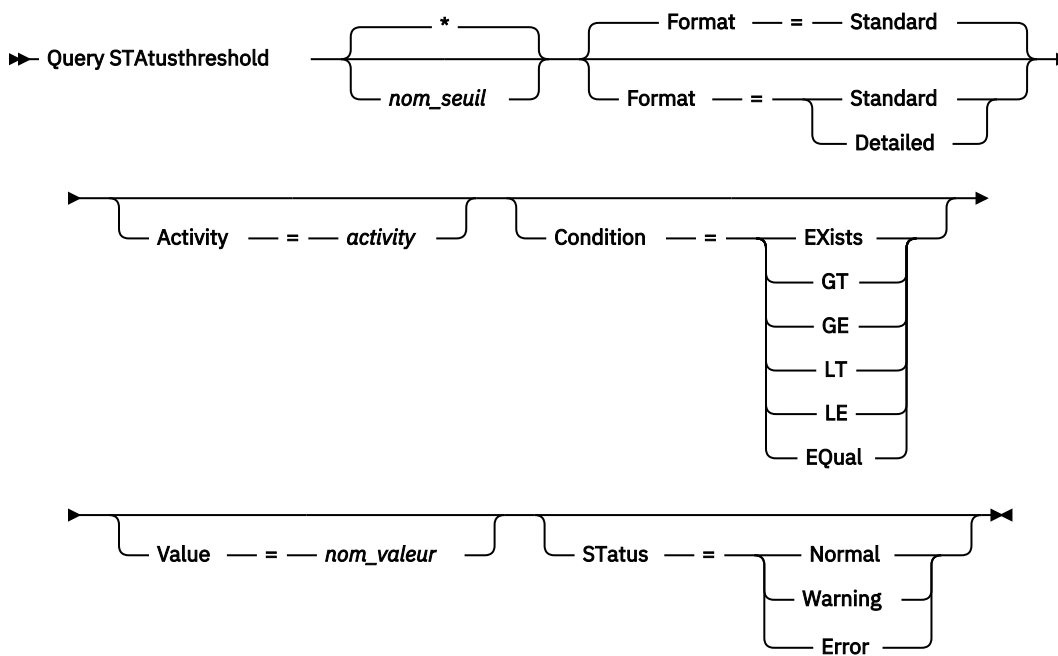 *
Format = Standard
Query STAtusthreshold
nom_seuil
Format = Standard
Detailed
Activity = activity
Condition = EXists
GT
GE
LT
LE
EQual
Value = nom_valeur
STatus = Normal
Warning
Error